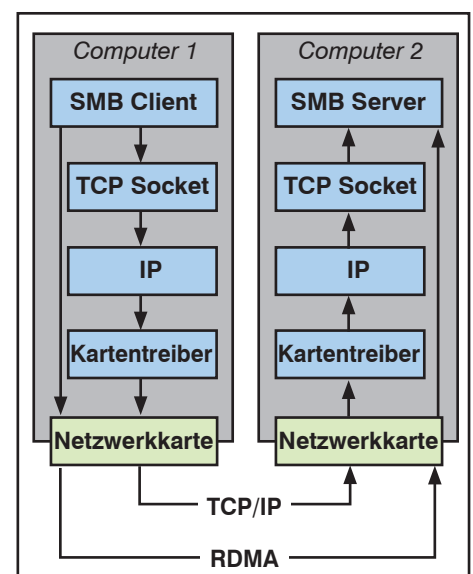 Computer 1
SMB Client
TCP Socket
IP
Kartentreiber
Netzwerkkarte
Computer 2
SMB Server
TCP Socket
IP
Kartentreiber
Netzwerkkarte
TCP/IP
RDMA